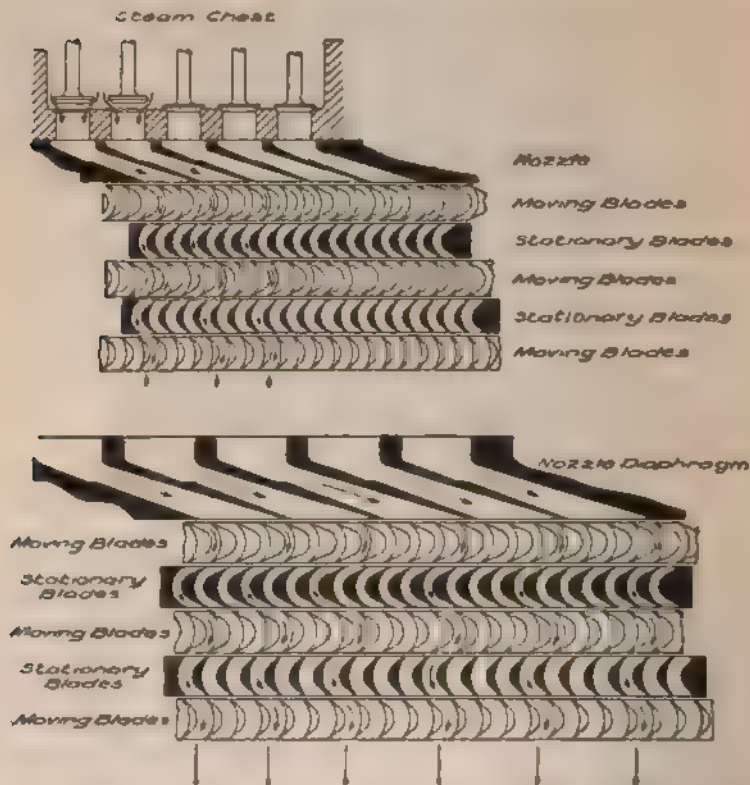 Steam Chest
Nozzle
Moving Blades
Stationary Blades
Moving Blades
Stationary Blades
Moving Blades
Nozzle Diaphragm
Moving Blades
Stationary
Blades
Moving Blades
Stationary
Blades
Moving Blades